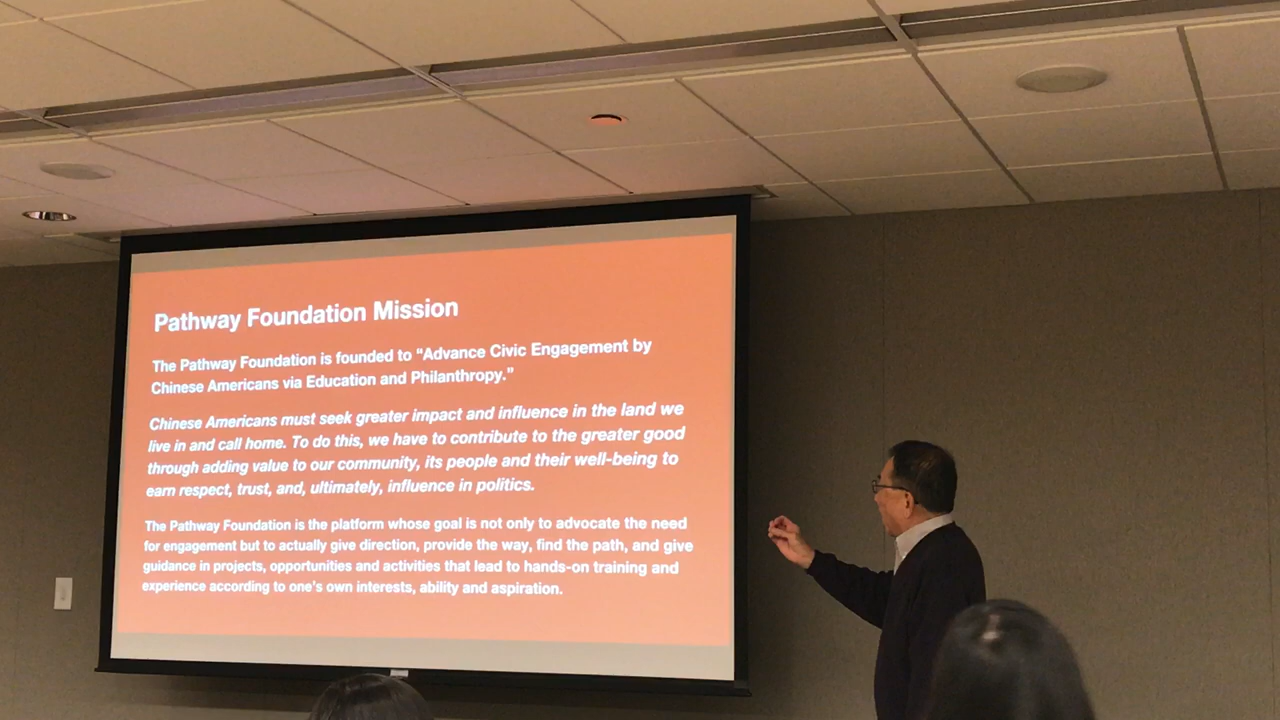 Pathway Foundation Mission
The Pathway Foundation is founded to “Advance Civic Engagement by
Chinese Americans via Education and Philanthropy.”
Chinese Americans must seek greater impact and influence in the land we
live in and call home. To do this, we have to contribute to the greater good
through adding value to our community, its people and their well-being to
earn respect, trust, and, ultimately, influence in politics.
The Pathway Foundation is the platform whose goal is not only to advocate the need
for engagement but to actually give direction, provide the way, find the path, and give
guidance in projects, opportunities and activities that lead to hands-on training and
experience according to one’s own interests, ability and aspiration.